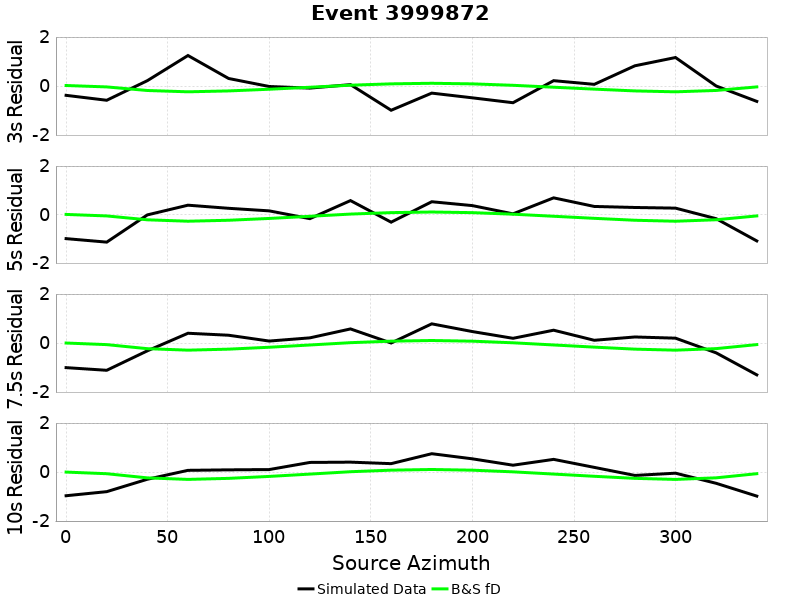 Event 3999872
3s Residual
2
0
-2
5s Residual
2
0
-2
7.5s Residual
2
0
-2
10s Residual
2
0
-2
0 50 100 150 200 250 300
Source Azimuth
Simulated Data B&S fD